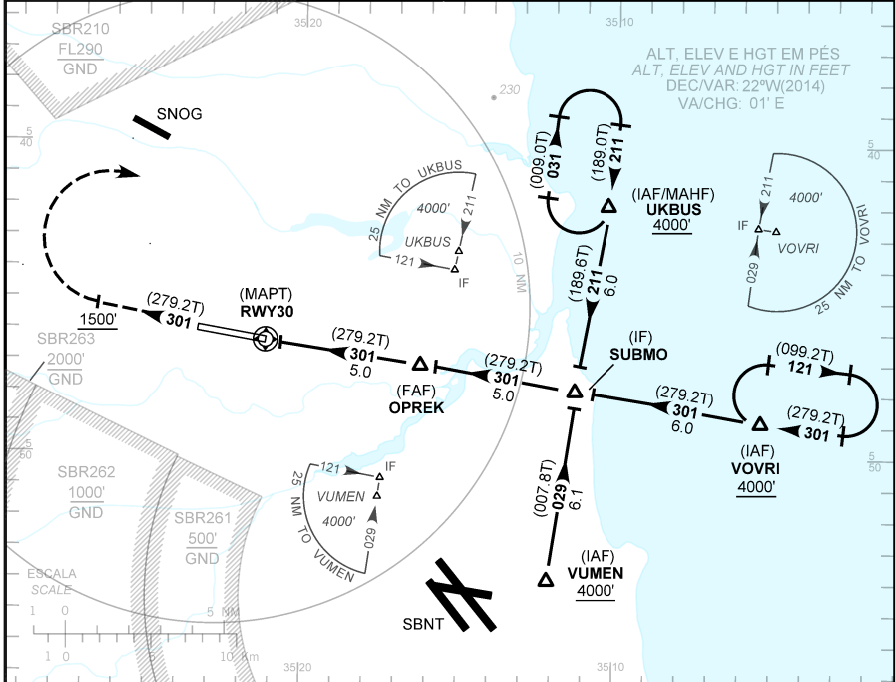 35|20
35|10
SBR210
FL290
GND
ALT, ELEV E HGT EM PÉS
ALT, ELEV AND HGT IN FEET
DEC/VAR: 22ºW(2014)
VA/CHG: 01' E
230
SNOG
5
40
5
40
(009.0T)
031
(189.0T)
211
(IAF/MAHF)
UKBUS
4000'
25 NM TO UKBUS
4000'
211
UKBUS
121
IF
211
4000'
IF
VOVRI
029
25 NM TO VOVRI
10 NM
(189.6T)
211
6.0
(279.2T)
301
1500'
(MAPT)
RWY30
(279.2T)
301
5.0
(FAF)
OPREK
(279.2T)
301
5.0
(IF)
SUBMO
(279.2T)
301
6.0
(099.2T)
121
(279.2T)
301
(IAF)
VOVRI
4000'
SBR263
2000'
GND
5
50
5
50
SBR262
1000'
GND
SBR261
500'
GND
121
IF
VUMEN
4000'
029
25 NM TO VUMEN
(007.8T)
029
6.1
(IAF)
VUMEN
4000'
SBNT
ESCALA
SCALE
5 NM
1 0
1 0 5 10 Km
35|20
35|10